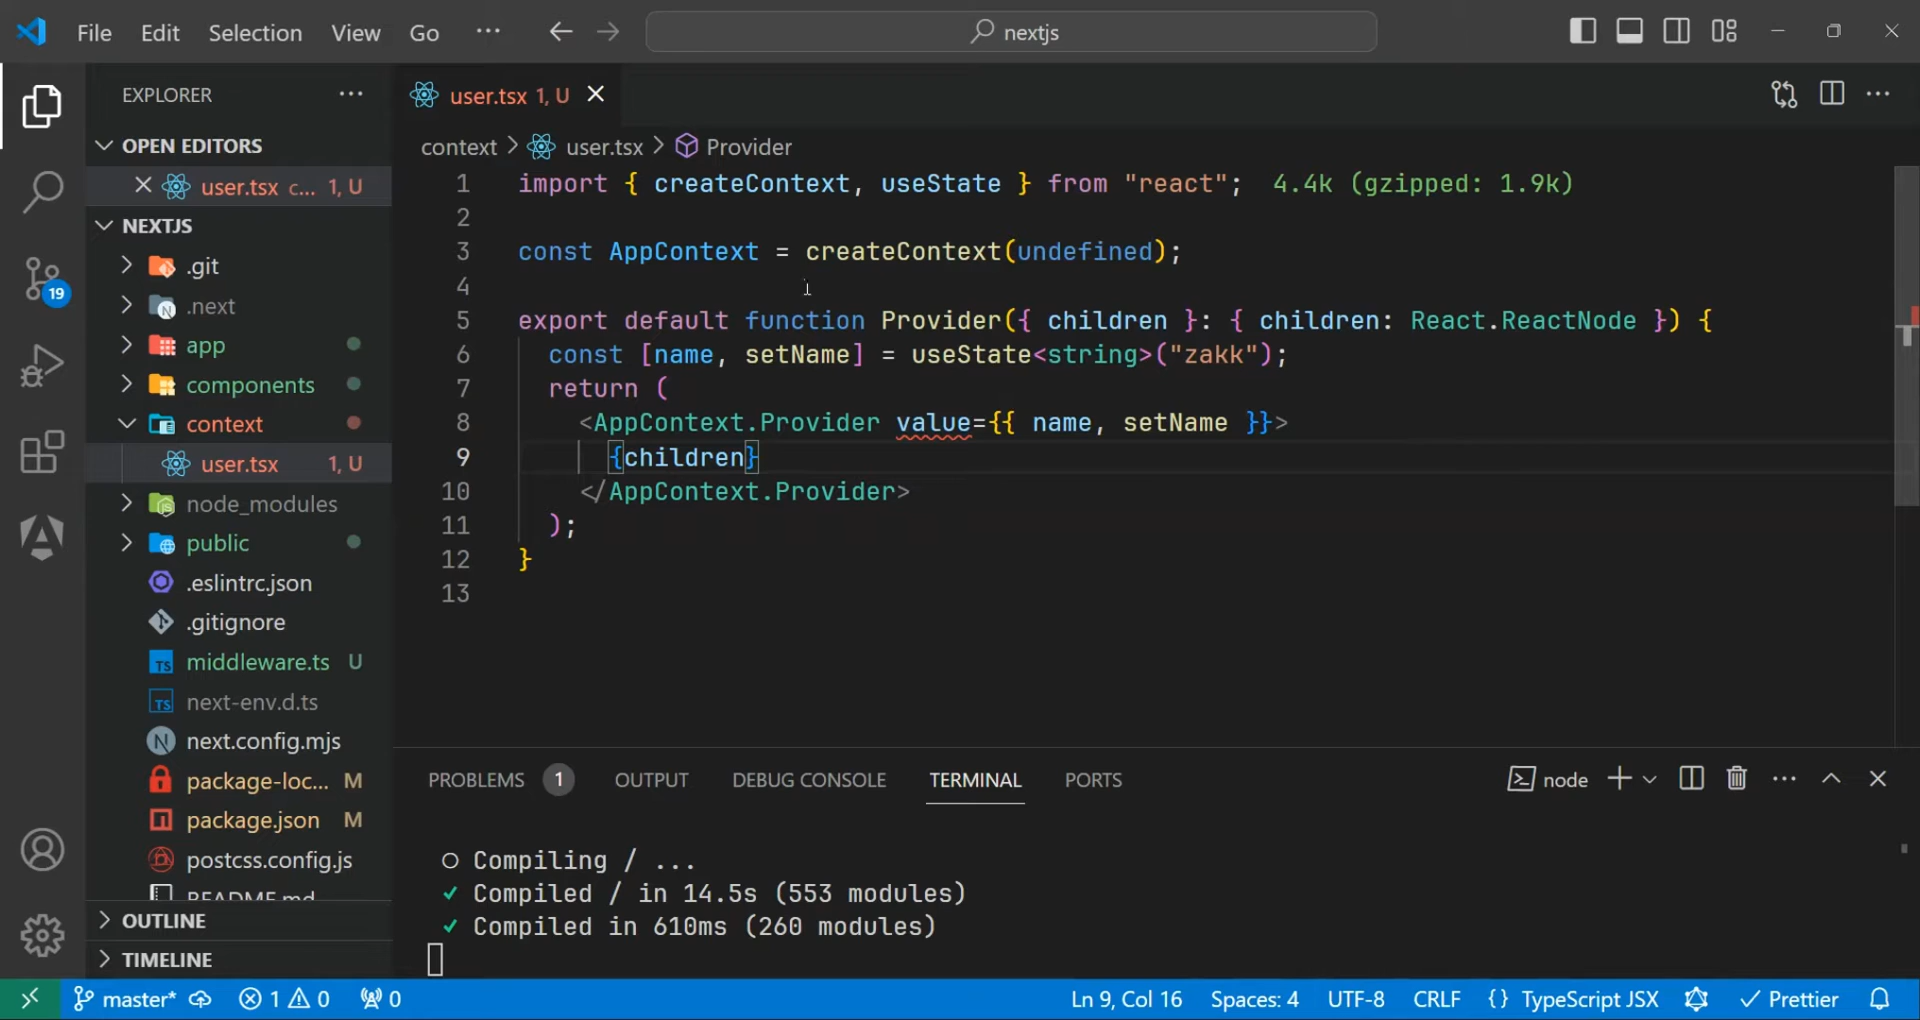 File Edit Selection View Go ··· nextjs
EXPLORER ···
user.tsx 1, U
OPEN EDITORS
context > user.tsx > Provider
user.tsx c... 1, U
NEXTJS
.git
.next
app
components
context
user.tsx 1, U
node_modules
public
.eslintrc.json
.gitignore
middleware.ts U
next-env.d.ts
next.config.mjs
package-loc... M
package.json M
postcss.config.js
README.md
OUTLINE
TIMELINE
19
1 import { createContext, useState } from "react"; 4.4k (gzipped: 1.9k)
2
3 const AppContext = createContext(undefined);
4
5 export default function Provider({ children }: { children: React.ReactNode }) {
6 const [name, setName] = useState<string>("zakk");
7 return (
8 <AppContext.Provider value={{ name, setName }}>
9 {children}
10 </AppContext.Provider>
11 );
12 }
13
PROBLEMS 1 OUTPUT DEBUG CONSOLE TERMINAL PORTS node
○ Compiling / ...
✓ Compiled / in 14.5s (553 modules)
✓ Compiled in 610ms (260 modules)
master* 1 0 0 Ln 9, Col 16 Spaces: 4 UTF-8 CRLF {} TypeScript JSX Prettier